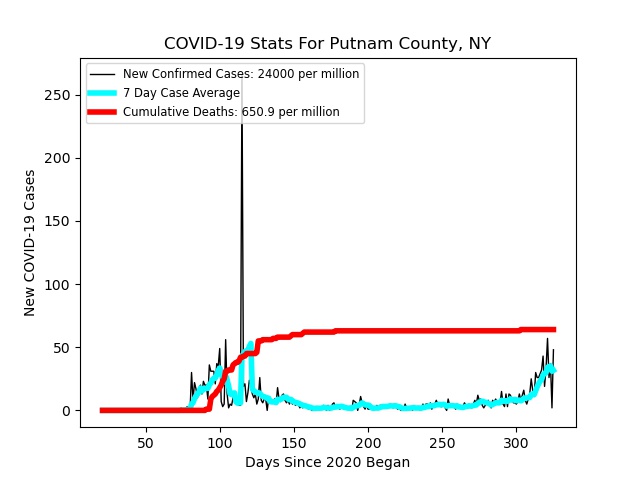 COVID-19 Stats For Putnam County, NY
New Confirmed Cases: 24000 per million
7 Day Case Average
Cumulative Deaths: 650.9 per million
New COVID-19 Cases
250
200
150
100
50
0
50 100 150 200 250 300
Days Since 2020 Began